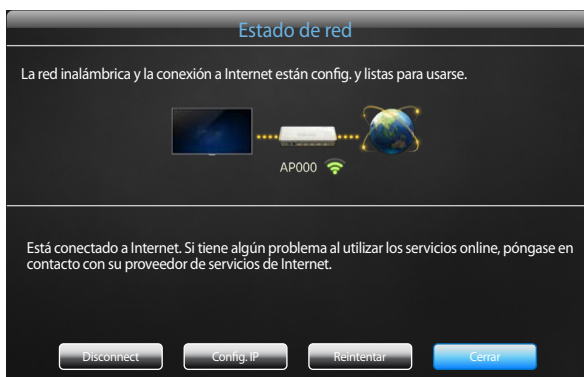 Estado de red
La red inalámbrica y la conexión a Internet están config. y listas para usarse.
AP000
Está conectado a Internet. Si tiene algún problema al utilizar los servicios online, póngase en
contacto con su proveedor de servicios de Internet.
Disconnect
Config. IP
Reintentar
Cerrar